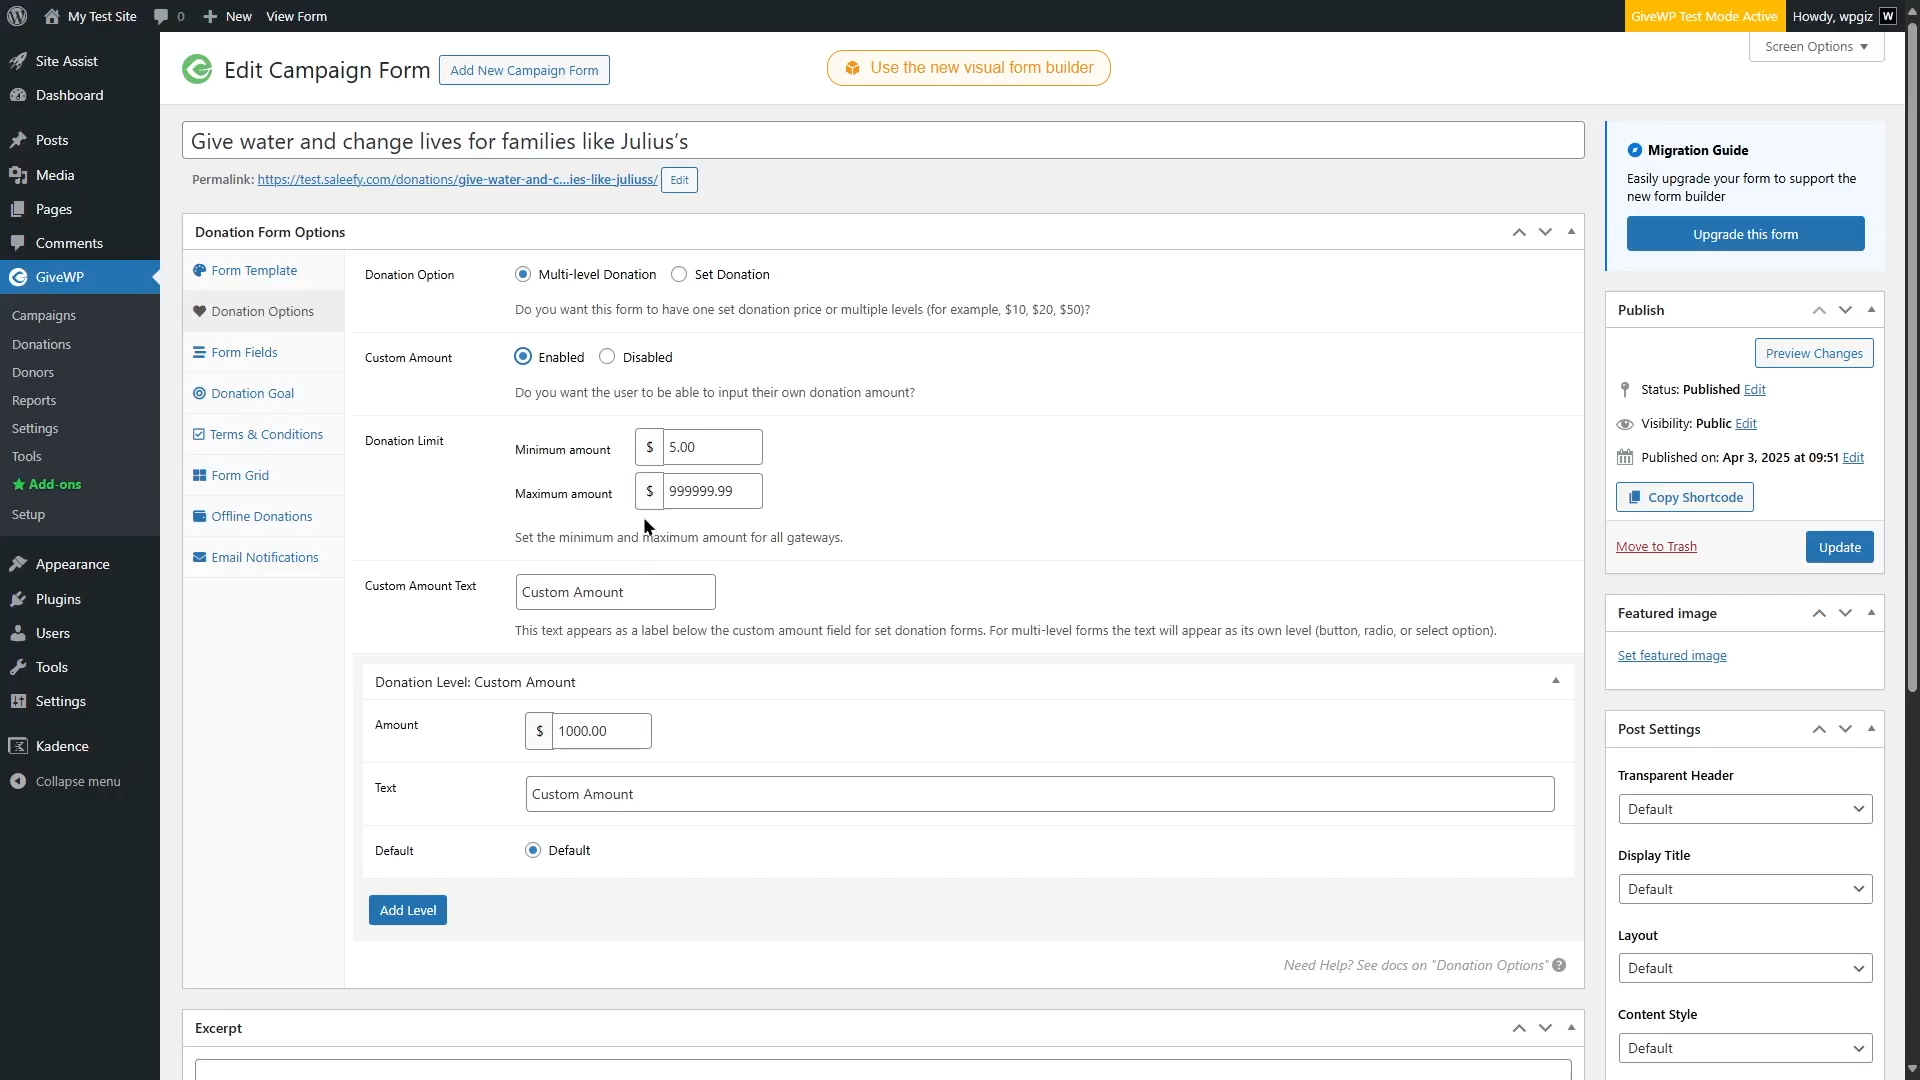 My Test Site
0
New
View Form
GiveWP Test Mode Active
Howdy, wpgiz
W
Screen Options
Site Assist
Dashboard
Posts
Media
Pages
Comments
GiveWP
Campaigns
Donations
Donors
Reports
Settings
Tools
Add-ons
Setup
Appearance
Plugins
Users
Tools
Settings
Kadence
Collapse menu
Edit Campaign Form
Add New Campaign Form
Use the new visual form builder
Give water and change lives for families like Julius’s
Permalink: https://test.saleefy.com/donations/give-water-and-c…ies-like-juliuss/ Edit
Donation Form Options
Form Template
Donation Options
Form Fields
Donation Goal
Terms & Conditions
Form Grid
Offline Donations
Email Notifications
Donation Option
Multi-level Donation
Set Donation
Do you want this form to have one set donation price or multiple levels (for example, $10, $20, $50)?
Custom Amount
Enabled
Disabled
Do you want the user to be able to input their own donation amount?
Donation Limit
Minimum amount
$ 5.00
Maximum amount
$ 999999.99
Set the minimum and maximum amount for all gateways.
Custom Amount Text
Custom Amount
This text appears as a label below the custom amount field for set donation forms. For multi-level forms the text will appear as its own level (button, radio, or select option).
Donation Level: Custom Amount
Amount
$ 1000.00
Text
Custom Amount
Default
Default
Add Level
Need Help? See docs on "Donation Options" ?
Excerpt
Migration Guide
Easily upgrade your form to support the
new form builder
Upgrade this form
Publish
Preview Changes
Status: Published Edit
Visibility: Public Edit
Published on: Apr 3, 2025 at 09:51 Edit
Copy Shortcode
Move to Trash
Update
Featured image
Set featured image
Post Settings
Transparent Header
Default
Display Title
Default
Layout
Default
Content Style
Default